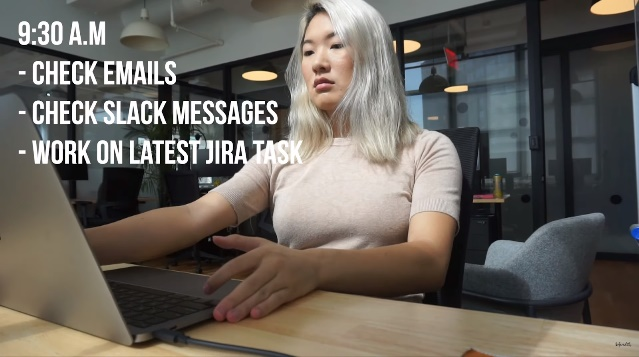 9:30 A.M
- CHECK EMAILS
- CHECK SLACK MESSAGES
- WORK ON LATEST JIRA TASK